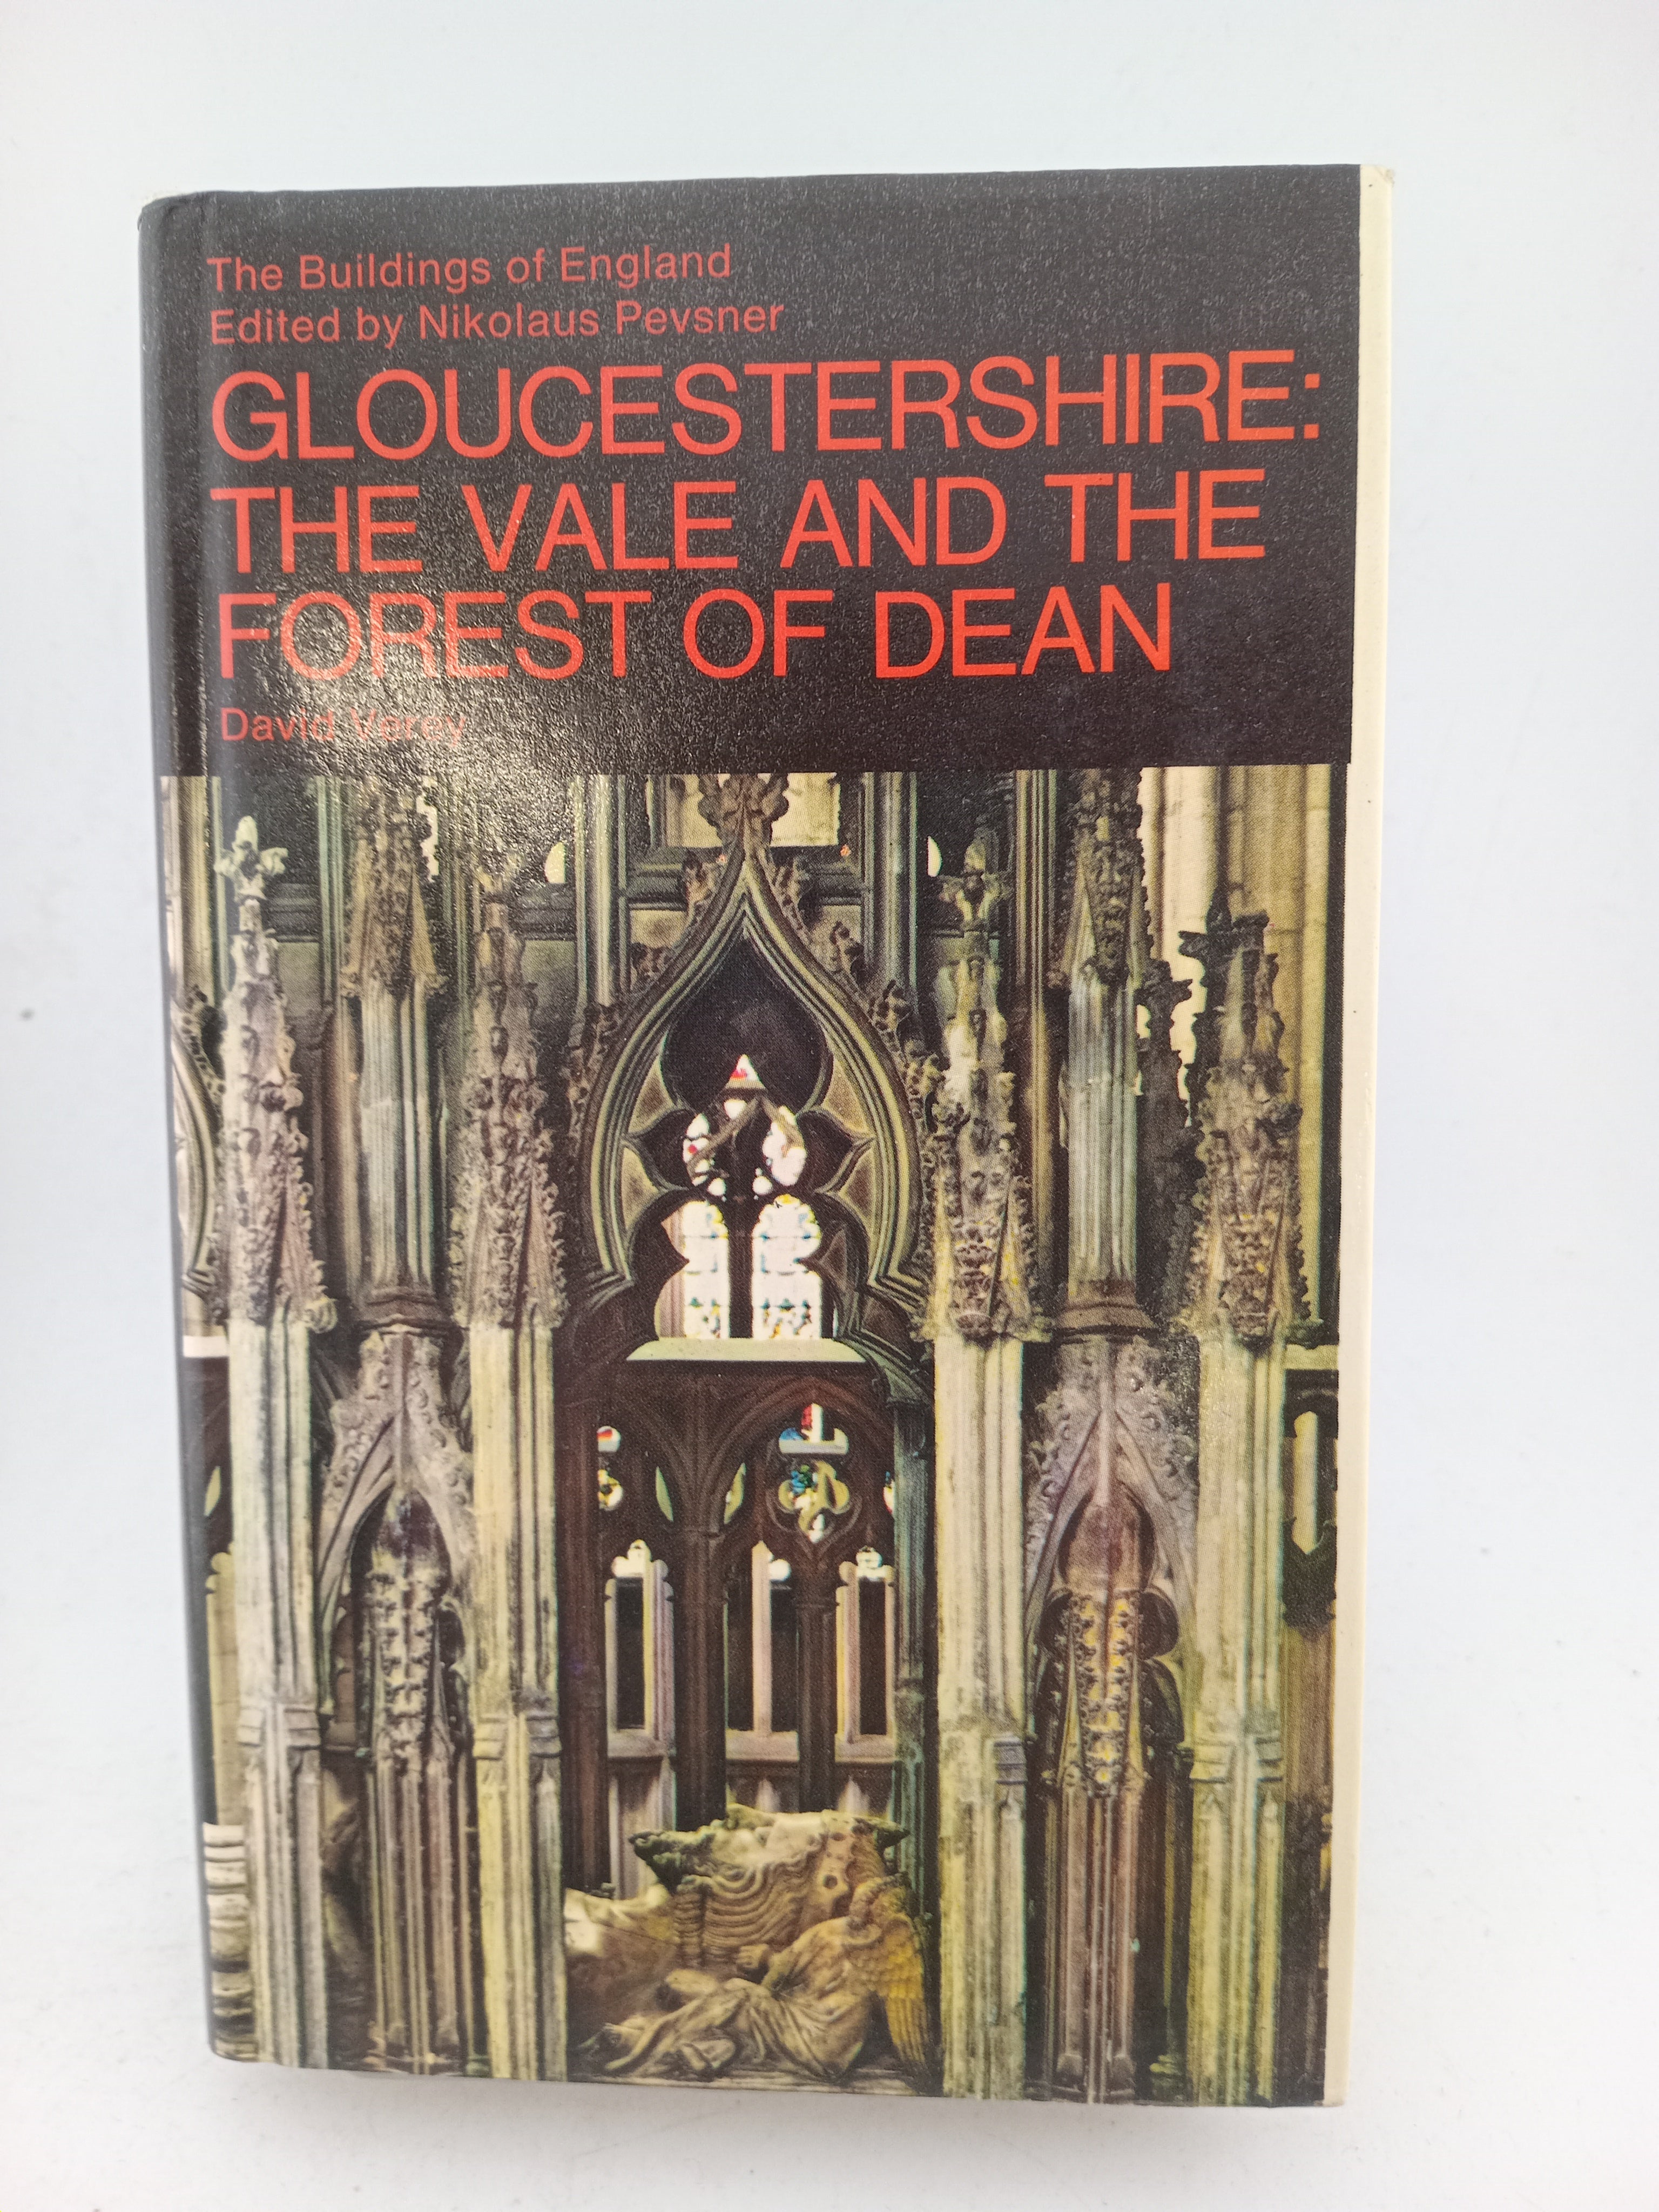 The Buildings of England
Edited by Nikolaus Pevsner
GLOUCESTERSHIRE:
THE VALE AND THE
FOREST OF DEAN
David Verey